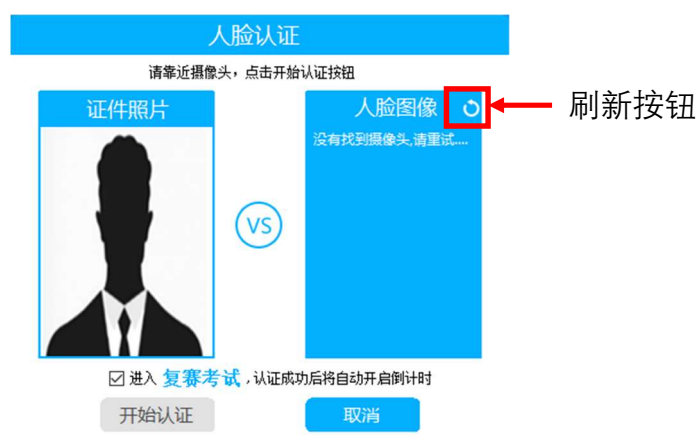 人脸认证
请靠近摄像头，点击开始认证按钮
证件照片
人脸图像
刷新按钮
没有找到摄像头,请重试....
VS
进入 复赛考试，认证成功后将自动开启倒计时
开始认证
取消